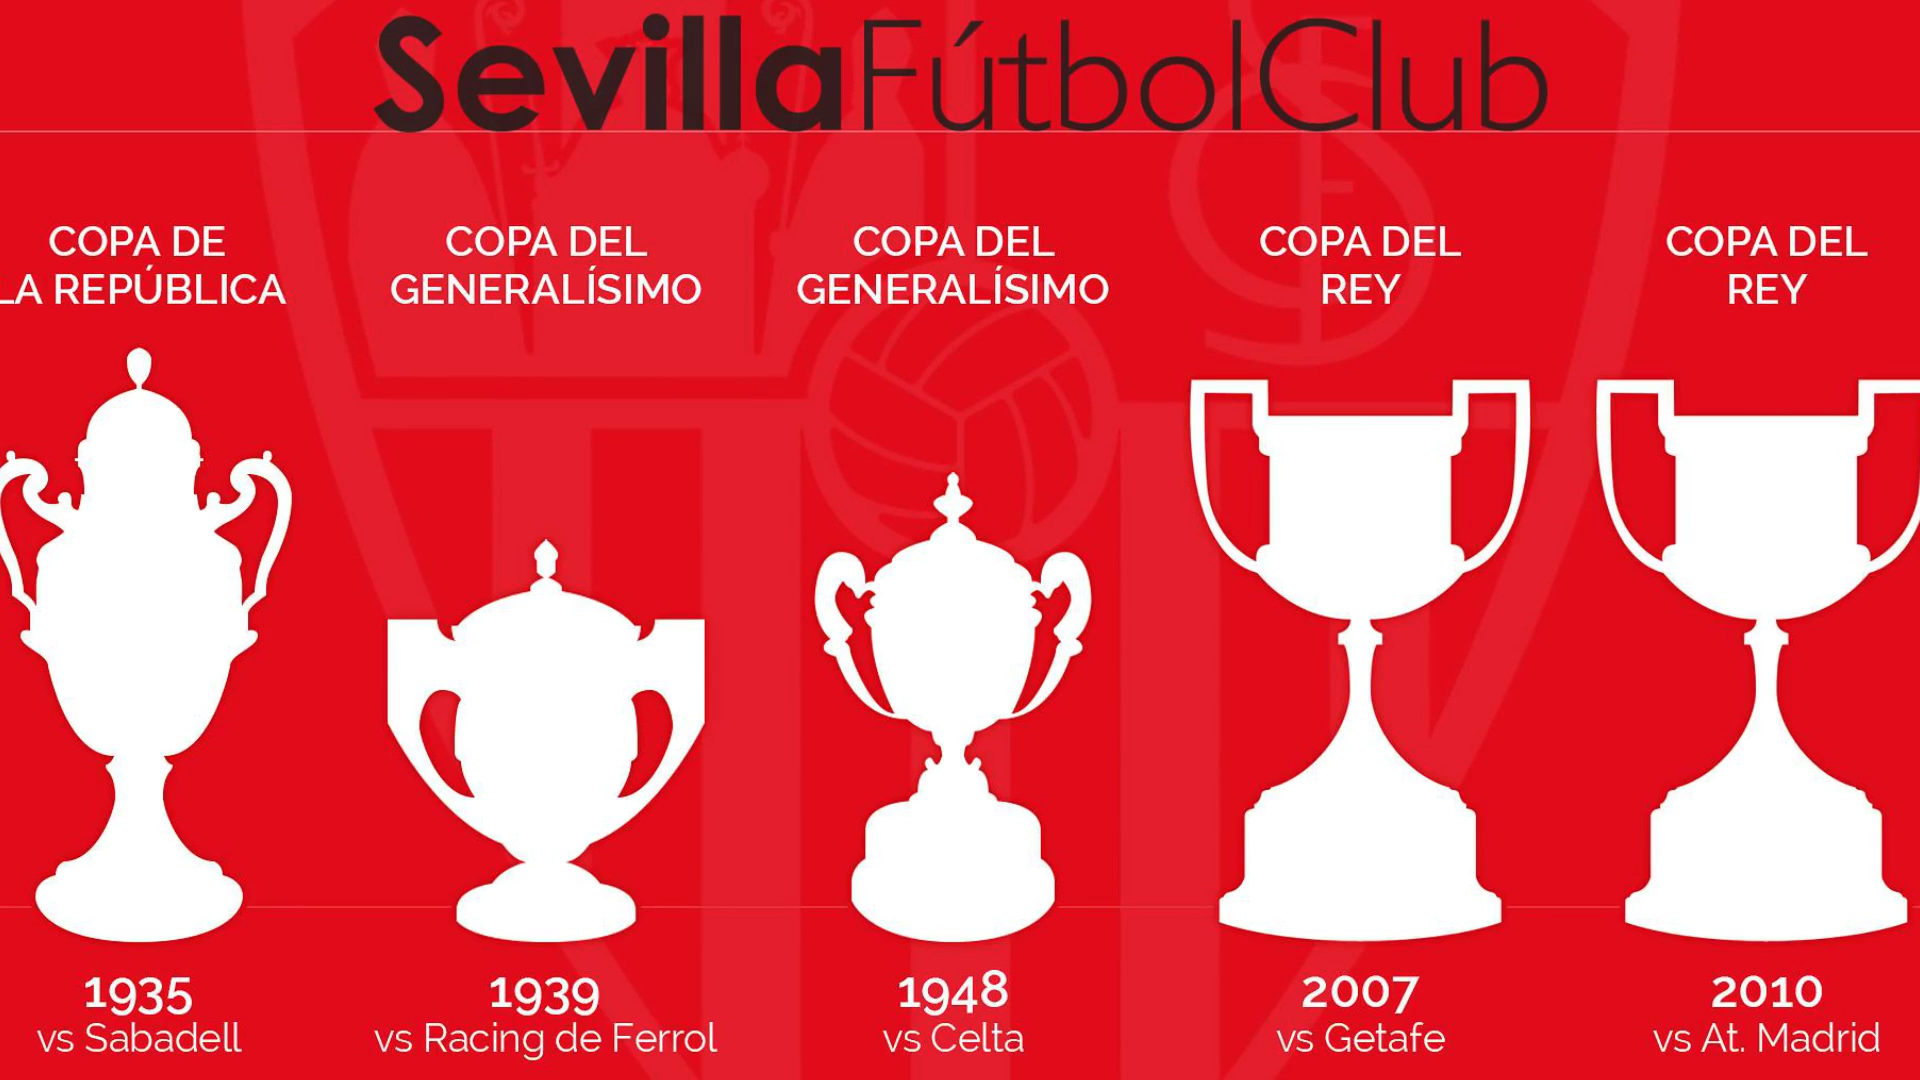 SevillaFútbolClub
COPA DE
LA REPÚBLICA
COPA DEL
GENERALÍSIMO
COPA DEL
GENERALÍSIMO
COPA DEL
REY
COPA DEL
REY
1935
vs Sabadell
1939
vs Racing de Ferrol
1948
vs Celta
2007
vs Getafe
2010
vs At. Madrid